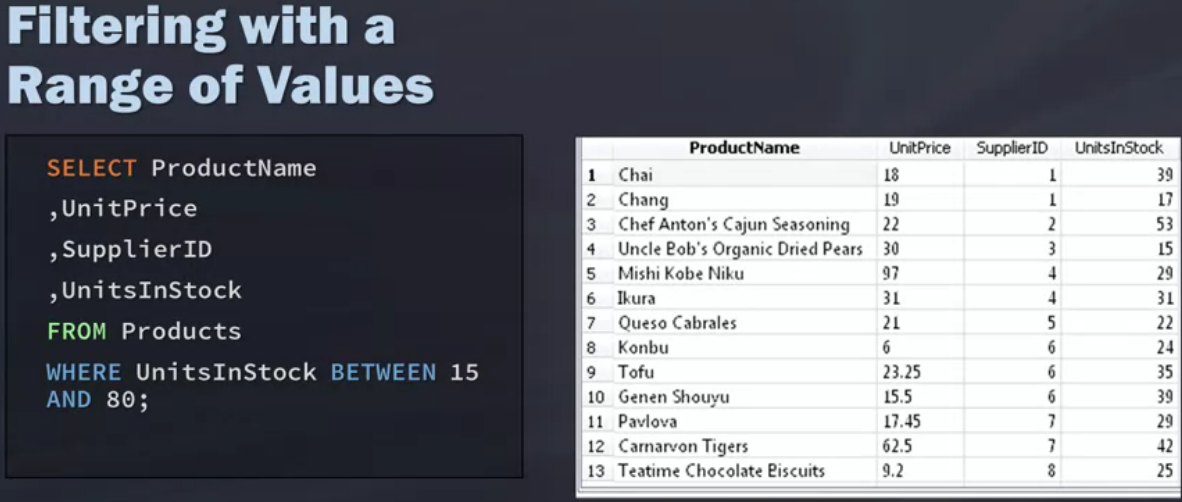 Filtering with a
Range of Values
SELECT ProductName
,UnitPrice
,SupplierID
,UnitsInStock
FROM Products
WHERE UnitsInStock BETWEEN 15
AND 80;
ProductName UnitPrice SupplierID UnitsInStock
1 Chai 18 1 39
2 Chang 19 1 17
3 Chef Anton's Cajun Seasoning 22 2 53
4 Uncle Bob's Organic Dried Pears 30 3 15
5 Mishi Kobe Niku 97 4 29
6 Ikura 31 4 31
7 Queso Cabrales 21 5 22
8 Konbu 6 6 24
9 Tofu 23.25 6 35
10 Genen Shouyu 15.5 6 39
11 Pavlova 17.45 7 29
12 Carnarvon Tigers 62.5 7 42
13 Teatime Chocolate Biscuits 9.2 8 25